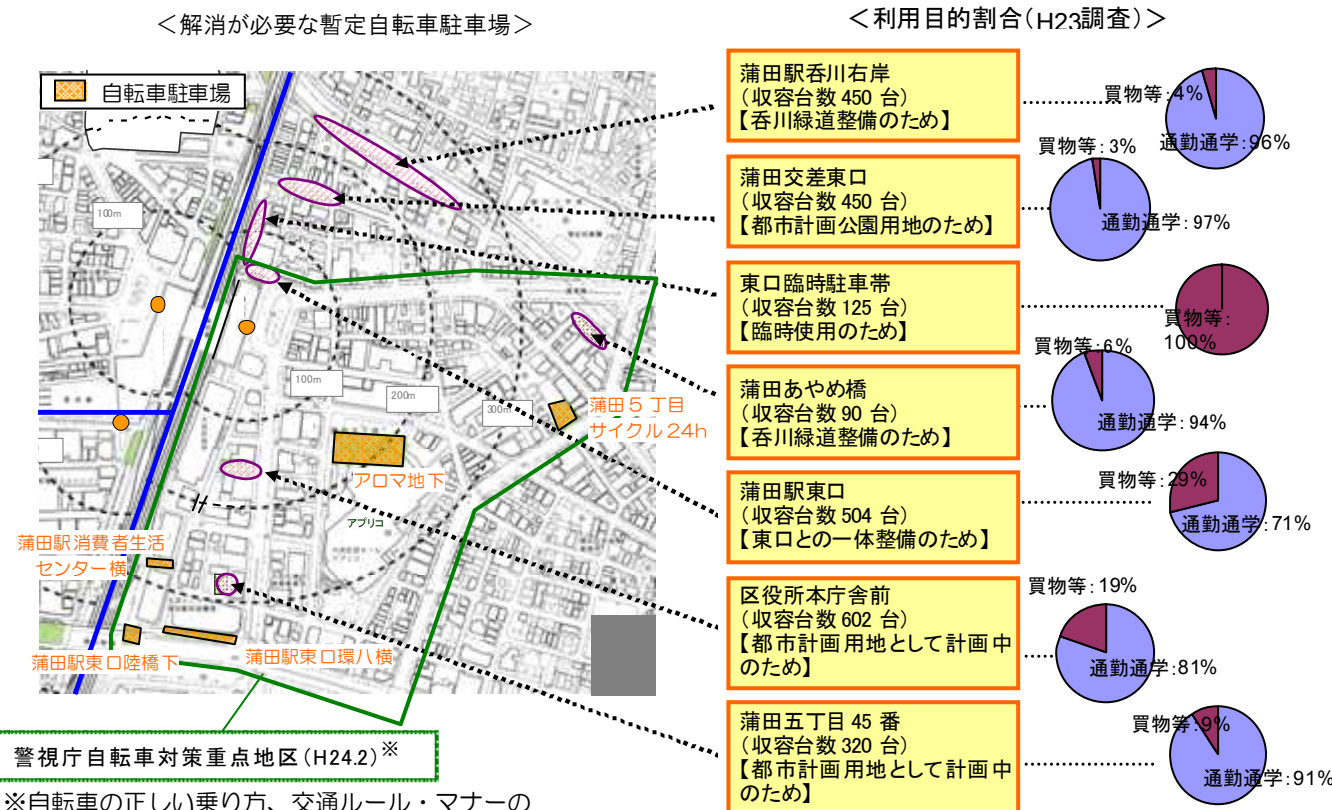 ＜解消が必要な暫定自転車駐車場＞
自転車駐車場
100m
100m
200m
300m
蒲田５丁目
サイクル24h
アロマ地下
アプリコ
蒲田駅消費者生活
センター横
蒲田駅東口陸橋下
蒲田駅東口環八横
警視庁自転車対策重点地区(H24.2)※
※自転車の正しい乗り方、交通ルール・マナーの
＜利用目的割合(H23調査)＞
蒲田駅呑川右岸
(収容台数 450 台)
【呑川緑道整備のため】
買物等:4%
通勤通学:96%
蒲田交差東口
(収容台数 450 台)
【都市計画公園用地のため】
買物等:3%
通勤通学:97%
東口臨時駐車帯
(収容台数 125 台)
【臨時使用のため】
買物等:
100%
蒲田あやめ橋
(収容台数 90 台)
【呑川緑道整備のため】
買物等:6%
通勤通学:94%
蒲田駅東口
(収容台数 504 台)
【東口との一体整備のため】
買物等:29%
通勤通学:71%
区役所本庁舎前
(収容台数 602 台)
【都市計画用地として計画中
のため】
買物等:19%
通勤通学:81%
蒲田五丁目 45 番
(収容台数 320 台)
【都市計画用地として計画中
のため】
買物等:9%
通勤通学:91%